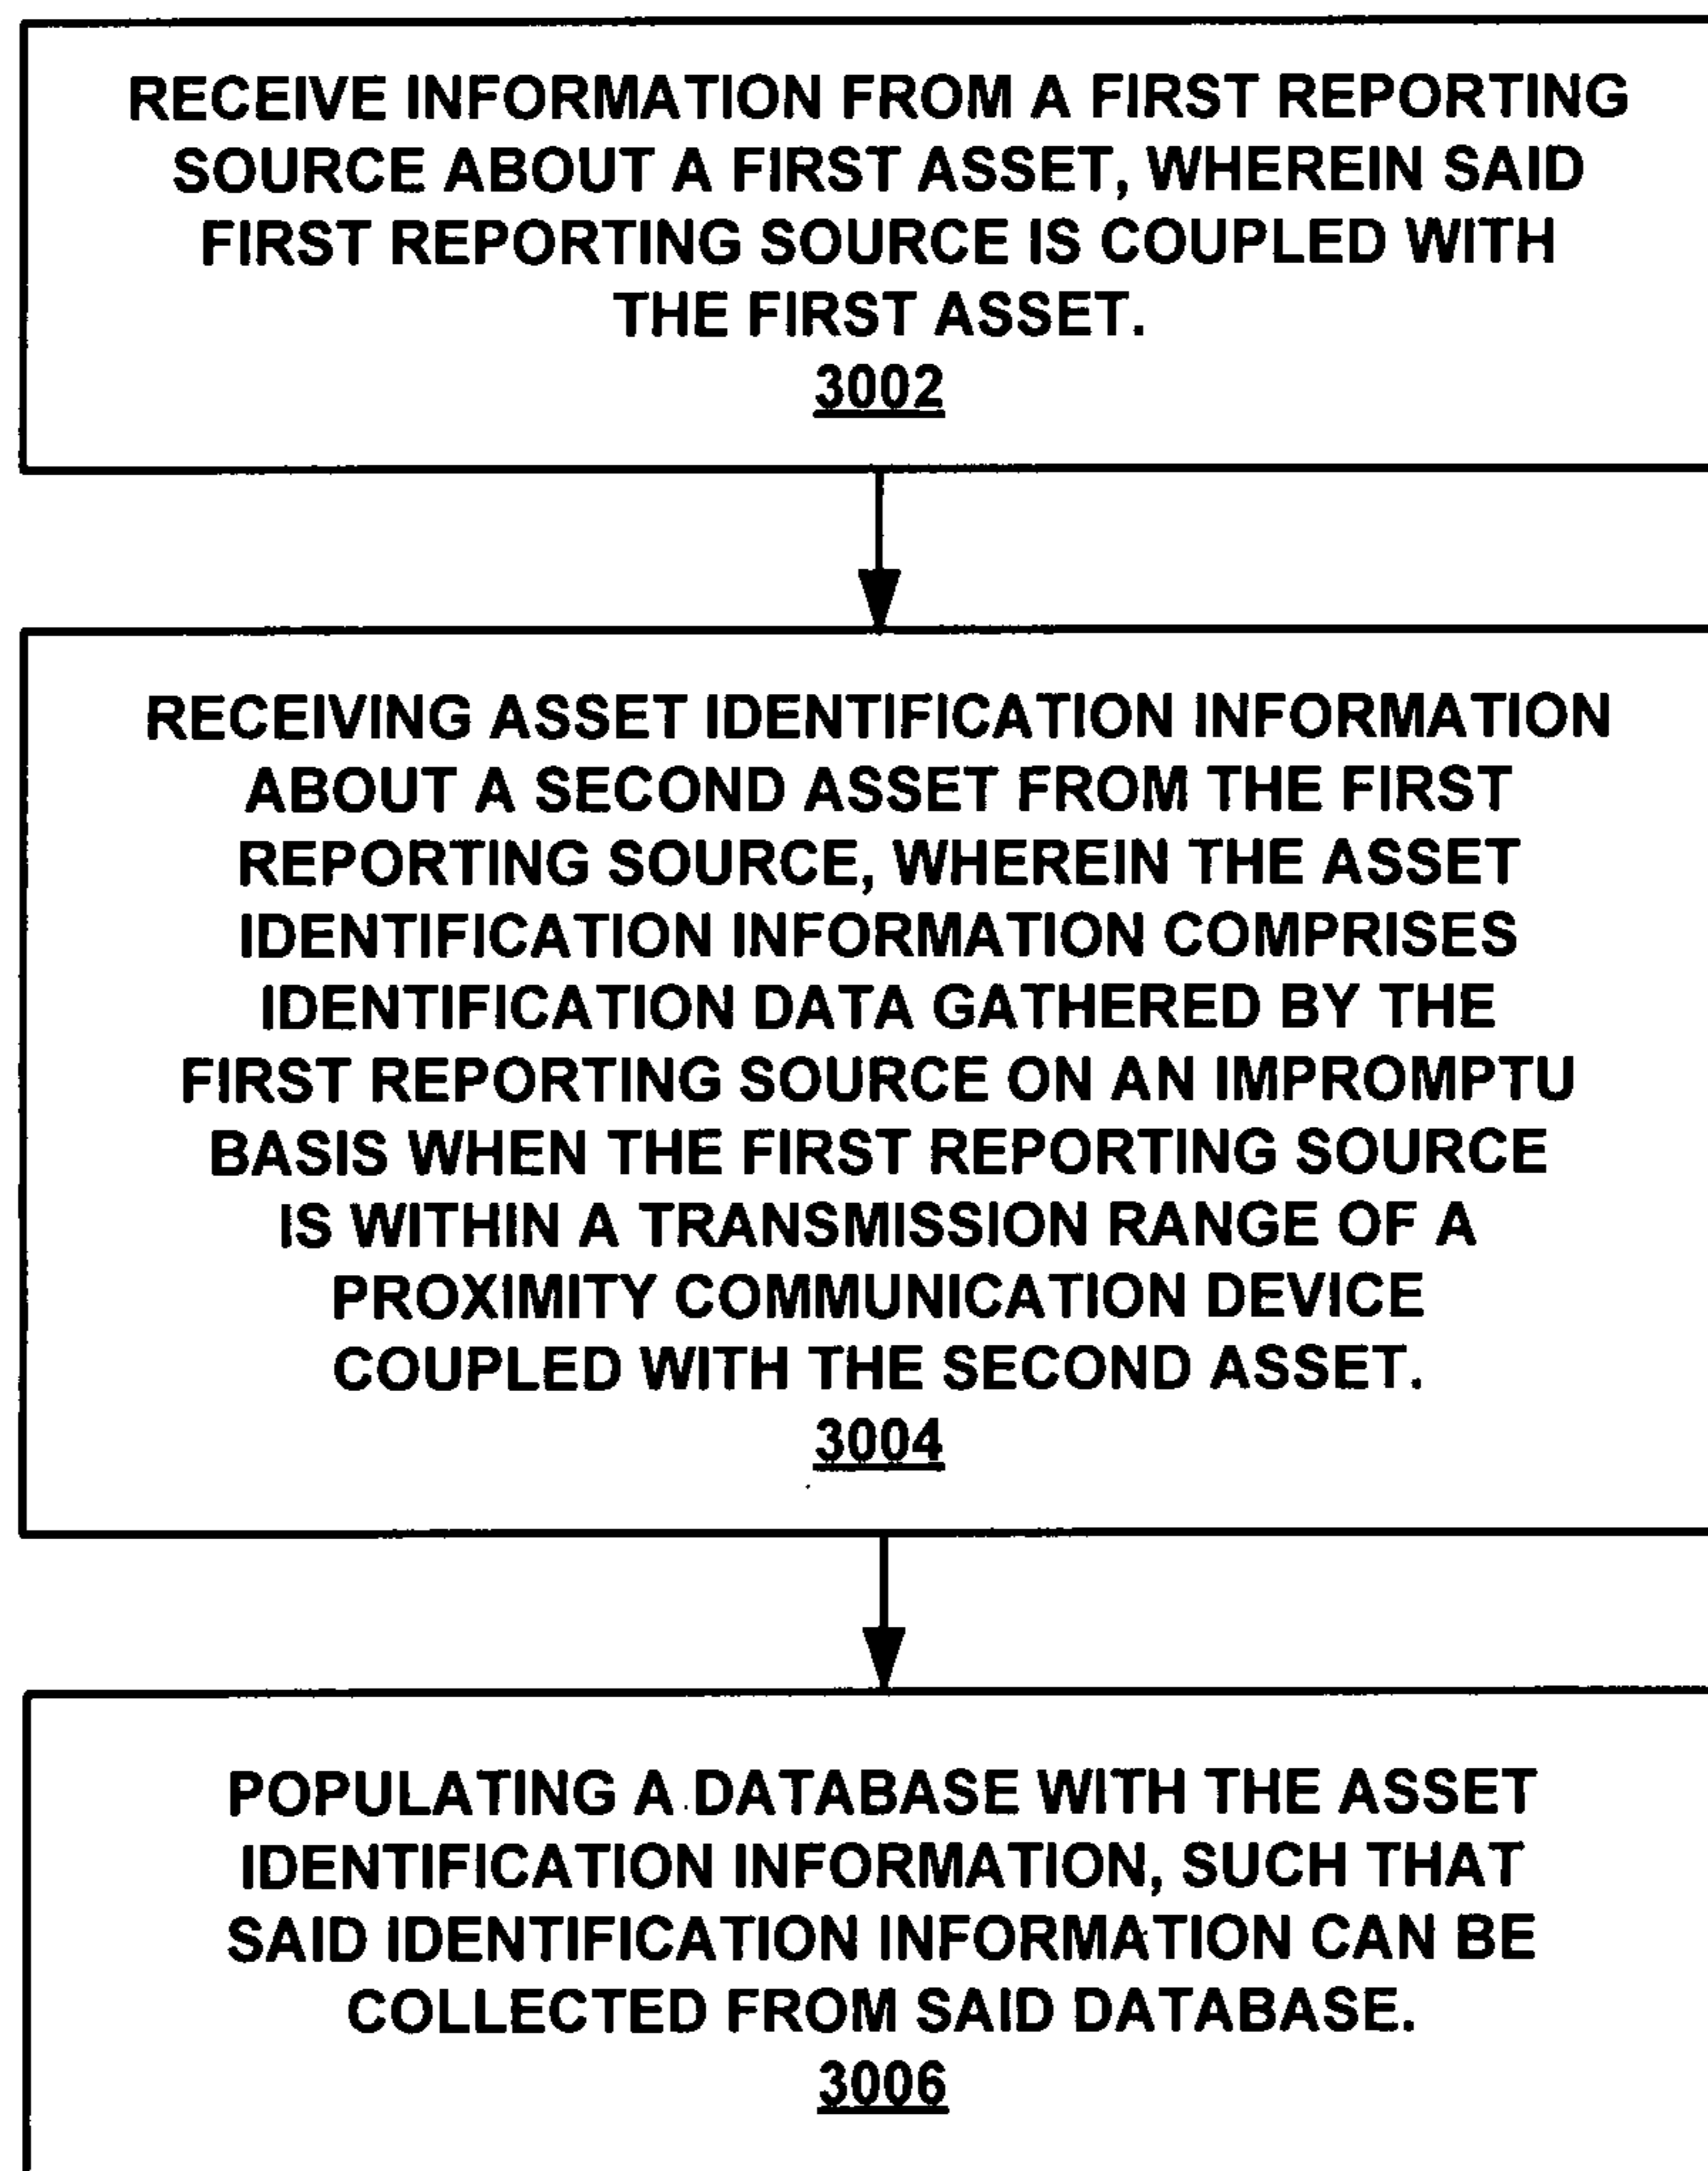 RECEIVE INFORMATION FROM A FIRST REPORTING
SOURCE ABOUT A FIRST ASSET, WHEREIN SAID
FIRST REPORTING SOURCE IS COUPLED WITH
THE FIRST ASSET.
3002
RECEIVING ASSET IDENTIFICATION INFORMATION
ABOUT A SECOND ASSET FROM THE FIRST
REPORTING SOURCE, WHEREIN THE ASSET
IDENTIFICATION INFORMATION COMPRISES
IDENTIFICATION DATA GATHERED BY THE
FIRST REPORTING SOURCE ON AN IMPROMPTU
BASIS WHEN THE FIRST REPORTING SOURCE
IS WITHIN A TRANSMISSION RANGE OF A
PROXIMITY COMMUNICATION DEVICE
COUPLED WITH THE SECOND ASSET.
3004
POPULATING A DATABASE WITH THE ASSET
IDENTIFICATION INFORMATION, SUCH THAT
SAID IDENTIFICATION INFORMATION CAN BE
COLLECTED FROM SAID DATABASE.
3006